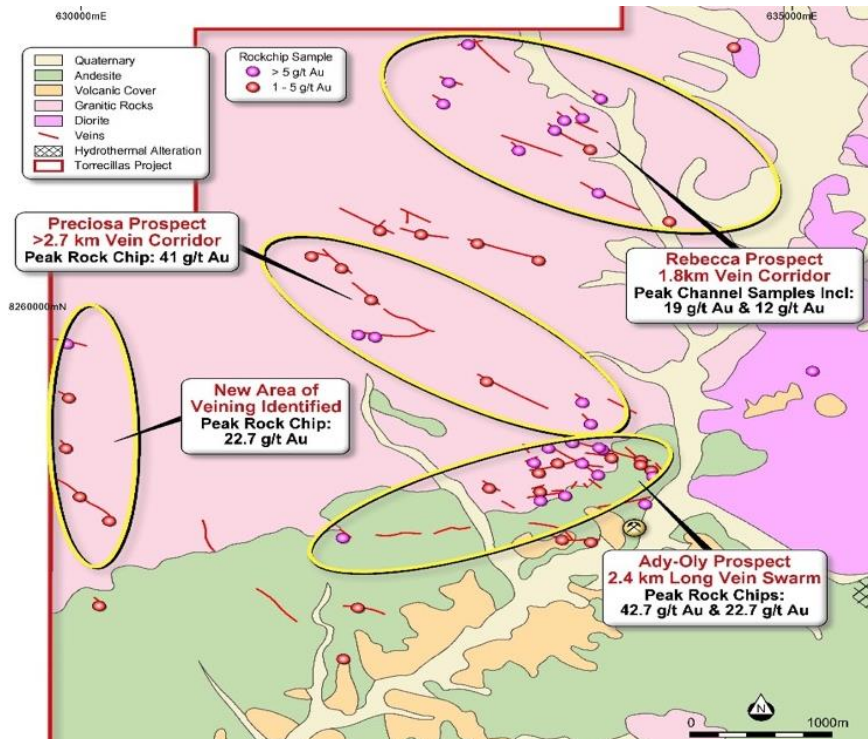 630000mE
635000mE
Quaternary
Andesite
Volcanic Cover
Granitic Rocks
Diorite
Veins
Hydrothermal Alteration
Torrecillas Project
Rockchip Sample
> 5 g/t Au
1 - 5 g/t Au
Preciosa Prospect
>2.7 km Vein Corridor
Peak Rock Chip: 41 g/t Au
Rebecca Prospect
1.8km Vein Corridor
Peak Channel Samples Incl:
19 g/t Au & 12 g/t Au
8260000mN
New Area of
Veining Identified
Peak Rock Chip:
22.7 g/t Au
Ady-Oly Prospect
2.4 km Long Vein Swarm
Peak Rock Chips:
42.7 g/t Au & 22.7 g/t Au
N
0 1000m